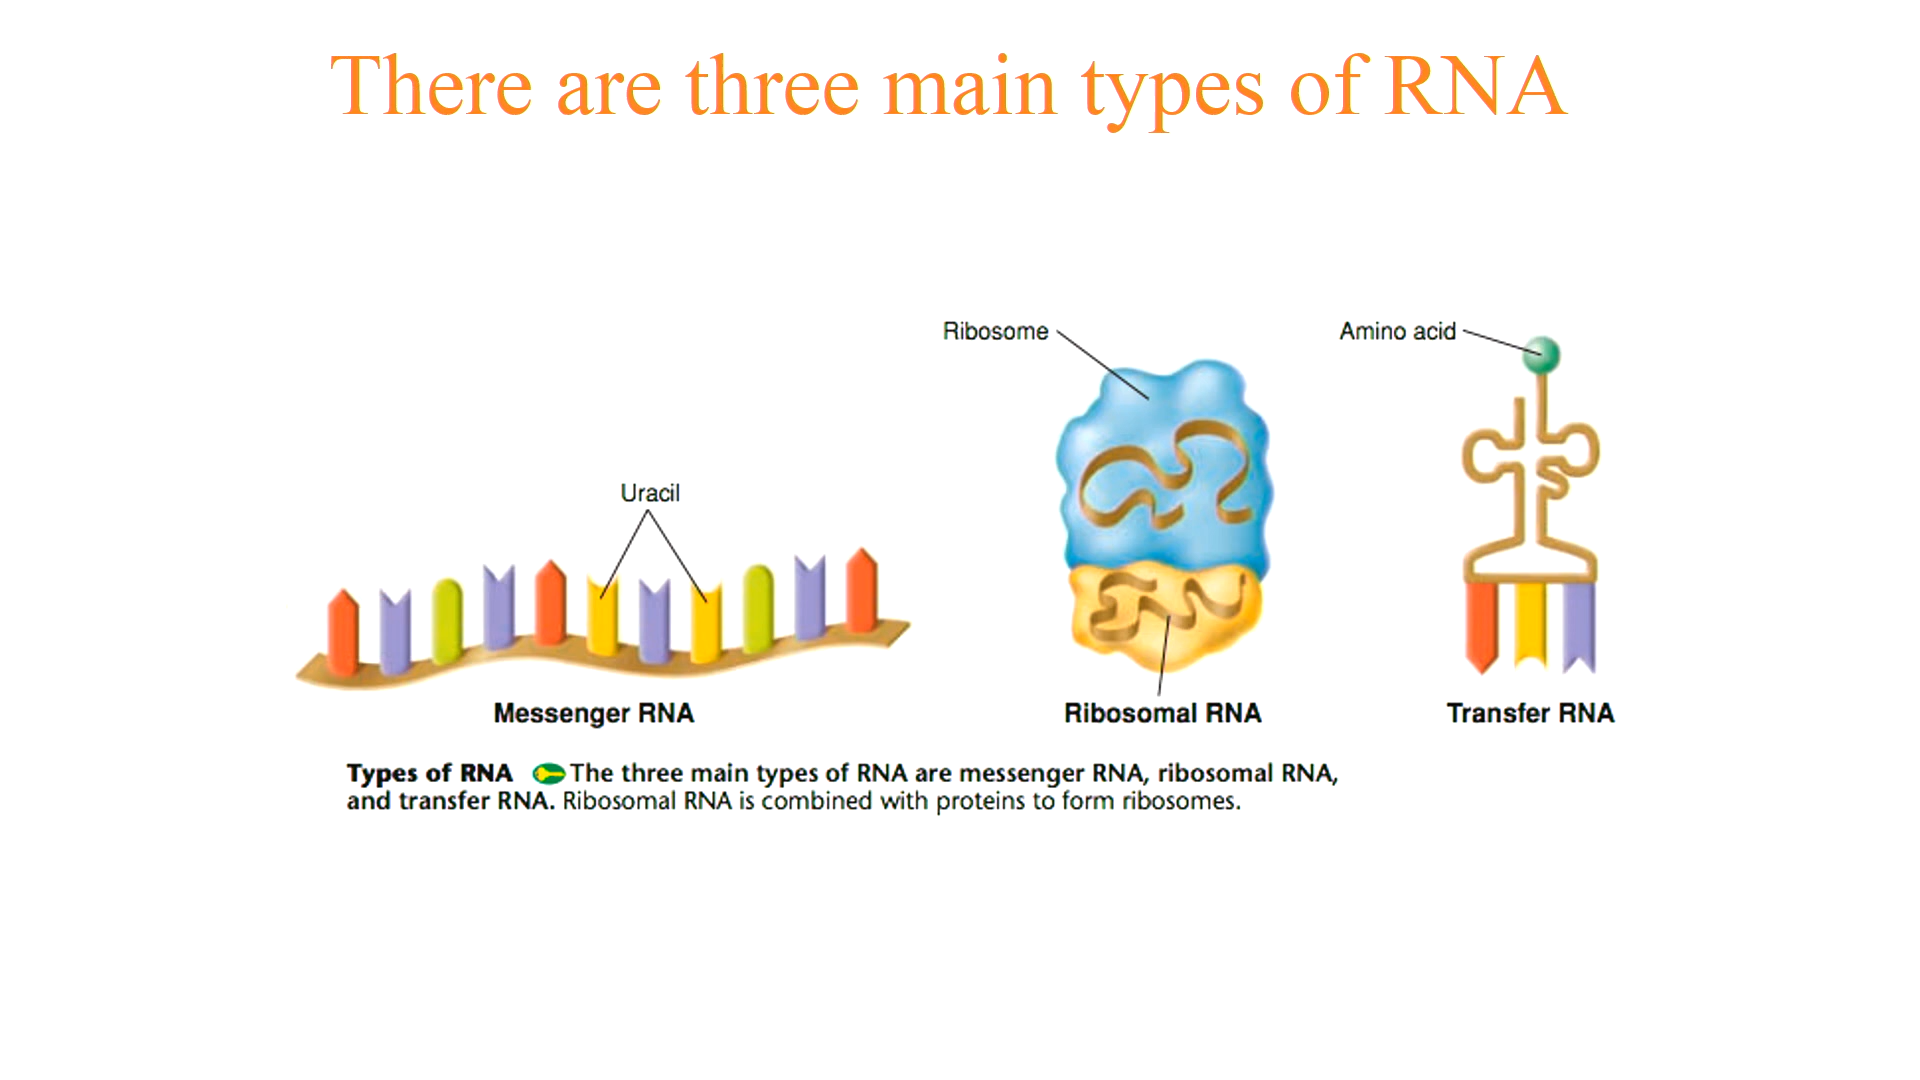 There are three main types of RNA
Ribosome
Amino acid
Uracil
Messenger RNA
Ribosomal RNA
Transfer RNA
Types of RNA The three main types of RNA are messenger RNA, ribosomal RNA,
and transfer RNA. Ribosomal RNA is combined with proteins to form ribosomes.